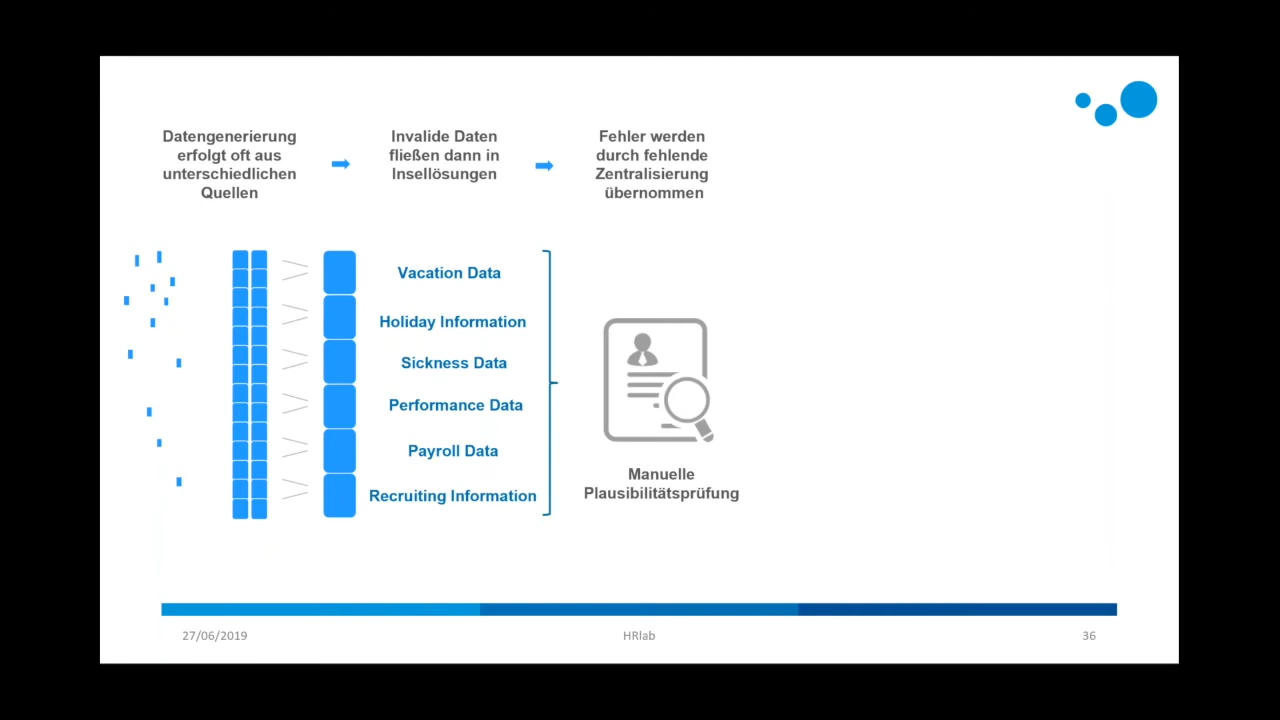 Datengenerierung
erfolgt oft aus
unterschiedlichen
Quellen
Invalide Daten
fließen dann in
Insellösungen
Fehler werden
durch fehlende
Zentralisierung
übernommen
Vacation Data
Holiday Information
Sickness Data
Performance Data
Payroll Data
Recruiting Information
Manuelle
Plausibilitätsprüfung
27/06/2019
HRlab
36